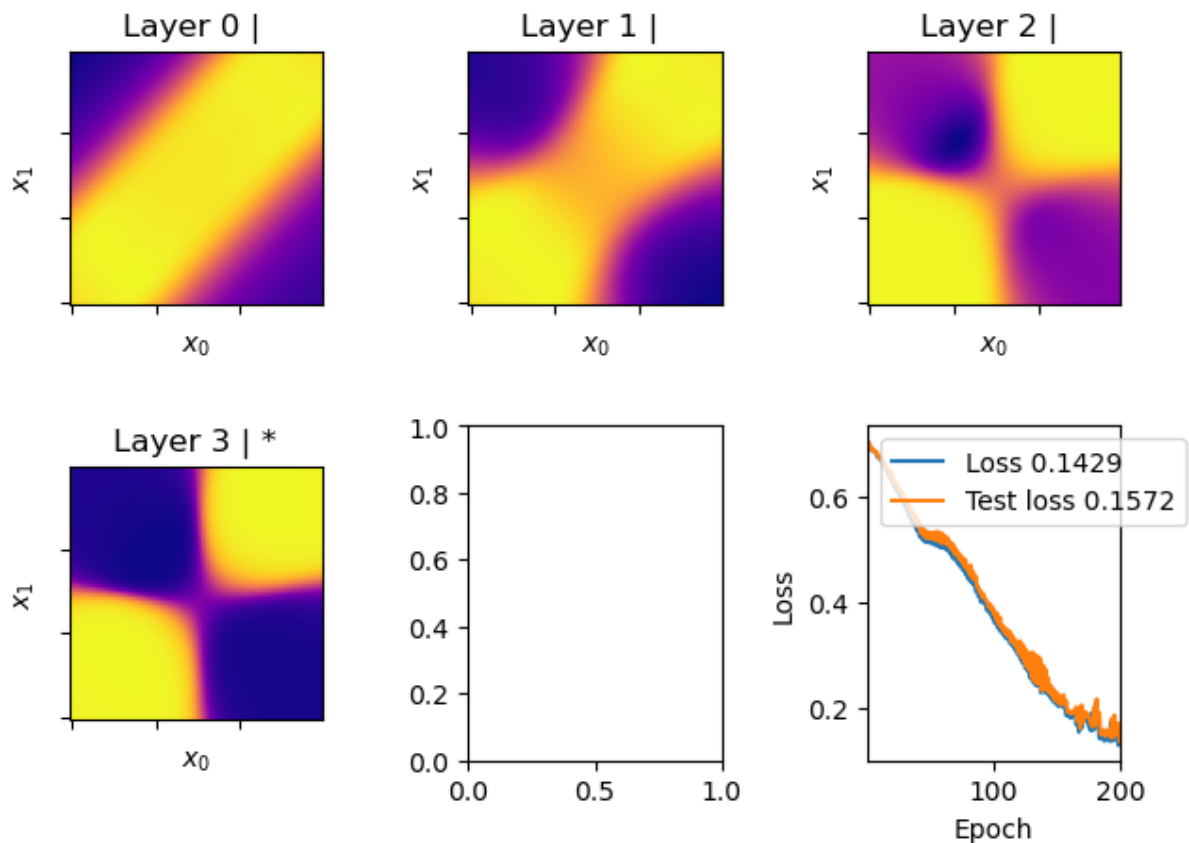 Layer 0 |
Layer 1 |
Layer 2 |
x₁
x₀
x₁
x₀
x₁
x₀
Layer 3 | *
x₁
x₀
1.0
0.8
0.6
0.4
0.2
0.0
0.0 0.5 1.0
Loss 0.1429
Test loss 0.1572
0.6
0.4
0.2
Loss
100 200
Epoch